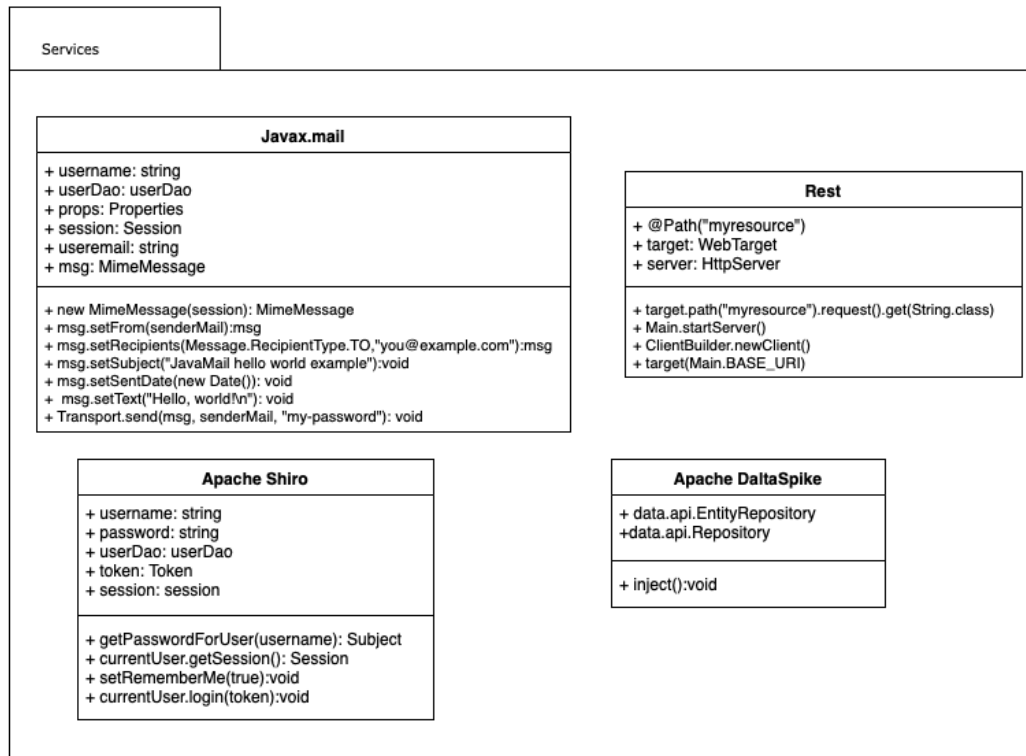 Services
Javax.mail
+ username: string
+ userDao: userDao
+ props: Properties
+ session: Session
+ useremail: string
+ msg: MimeMessage
+ new MimeMessage(session): MimeMessage
+ msg.setFrom(senderMail):msg
+ msg.setRecipients(Message.RecipientType.TO,"you@example.com"):msg
+ msg.setSubject("JavaMail hello world example"):void
+ msg.setSentDate(new Date()): void
+ msg.setText("Hello, world!\n"): void
+ Transport.send(msg, senderMail, "my-password"): void
Rest
+ @Path("myresource")
+ target: WebTarget
+ server: HttpServer
+ target.path("myresource").request().get(String.class)
+ Main.startServer()
+ ClientBuilder.newClient()
+ target(Main.BASE_URI)
Apache Shiro
+ username: string
+ password: string
+ userDao: userDao
+ token: Token
+ session: session
+ getPasswordForUser(username): Subject
+ currentUser.getSession(): Session
+ setRememberMe(true):void
+ currentUser.login(token):void
Apache DaltaSpike
+ data.api.EntityRepository
+data.api.Repository
+ inject():void